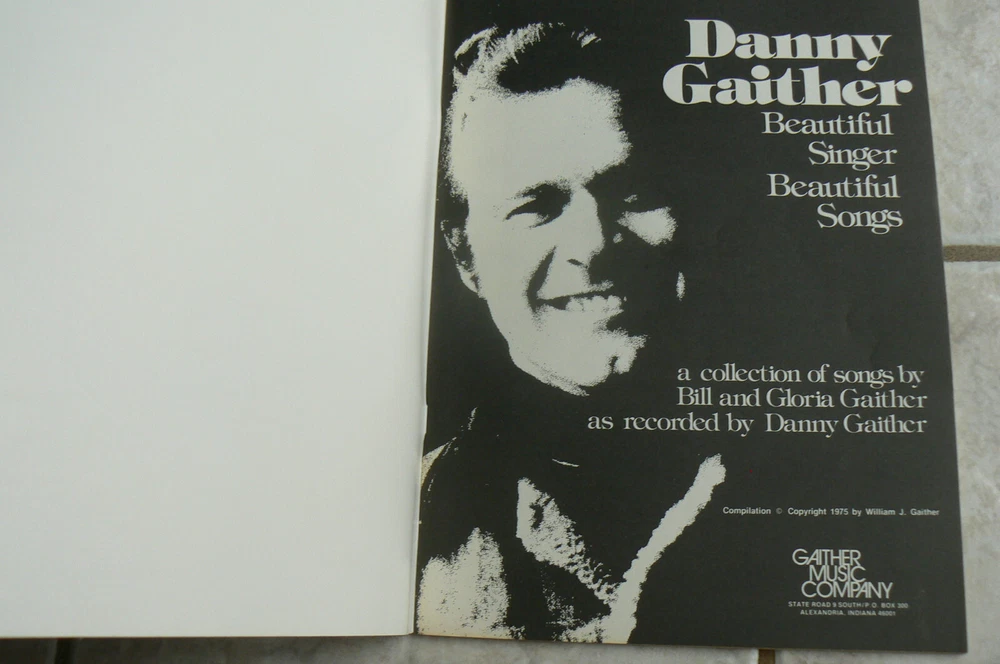 Danny
Gaither
Beautiful
Singer
Beautiful
Songs
a collection of songs by
Bill and Gloria Gaither
as recorded by Danny Gaither
Compilation © Copyright 1975 by William J. Gaither
GAITHER
MUSIC
COMPANY
STATE ROAD 9 SOUTH/P.O. BOX 300
ALEXANDRIA, INDIANA 46001